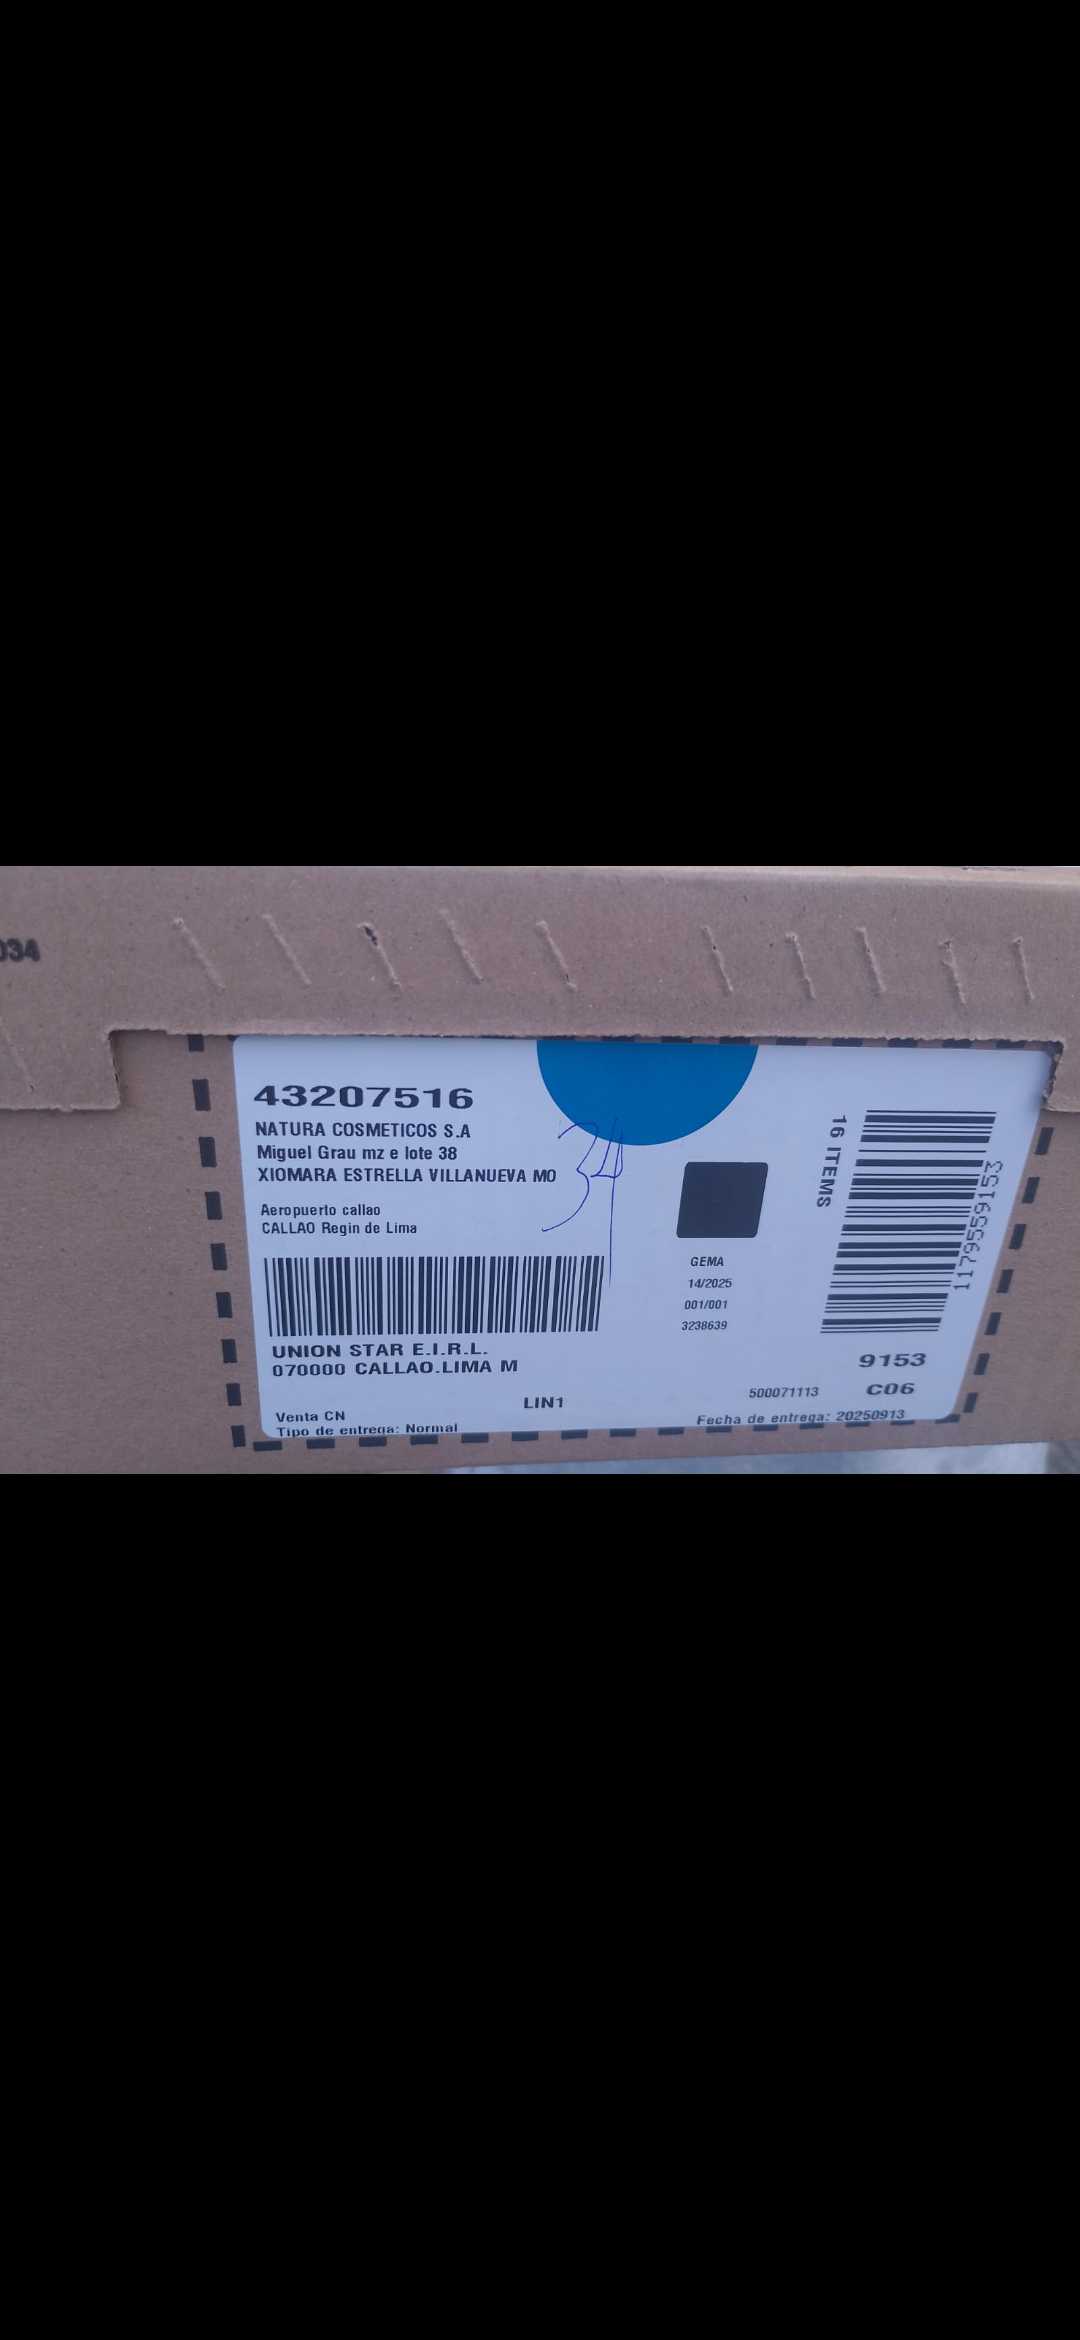 034
43207516
NATURA COSMETICOS S.A
Miguel Grau mz e lote 38
XIOMARA ESTRELLA VILLANUEVA MO
Aeropuerto callao
CALLAO Regin de Lima
34
UNION STAR E.I.R.L.
070000 CALLAO.LIMA M
LIN1
Venta CN
Tipo de entrega: Normal
GEMA
14/2025
001/001
3238639
16 ITEMS
1179559153
9153
500071113
C06
Fecha de entrega: 20250913